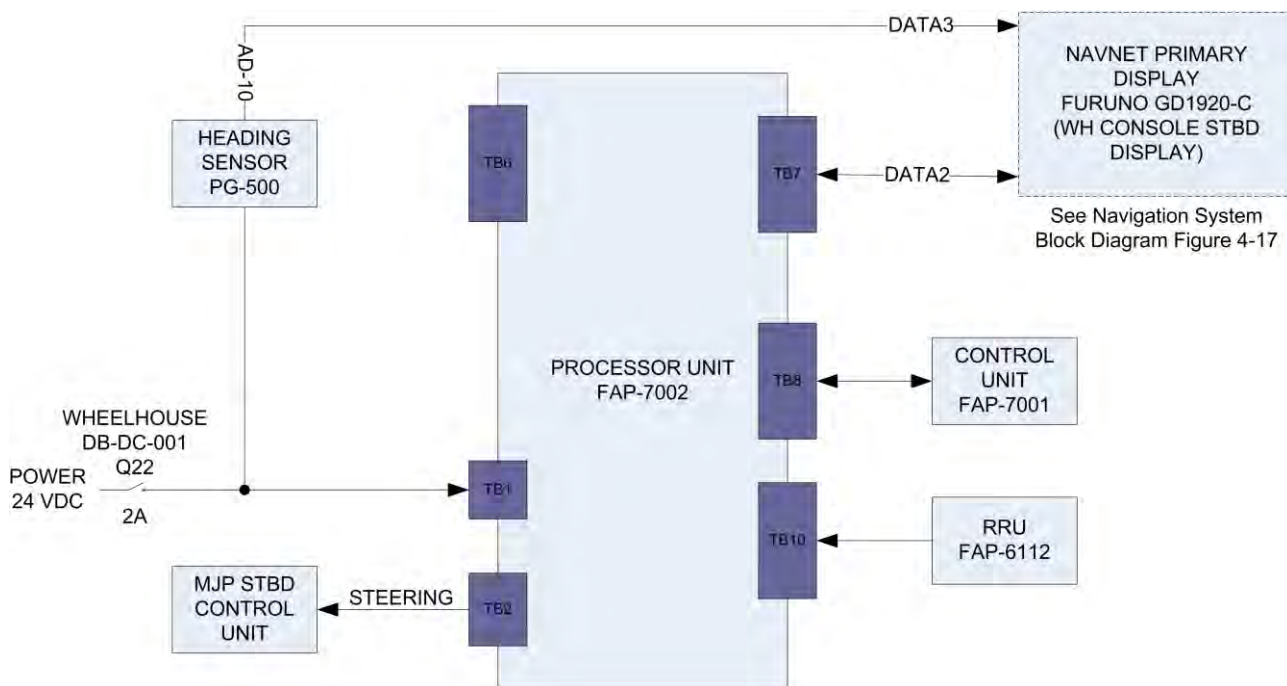 DATA3
NAVNET PRIMARY
DISPLAY
FURUNO GD1920-C
(WH CONSOLE STBD
DISPLAY)
AD-10
HEADING
SENSOR
PG-500
TB6
TB7
DATA2
See Navigation System
Block Diagram Figure 4-17
PROCESSOR UNIT
FAP-7002
TB8
CONTROL
UNIT
FAP-7001
WHEELHOUSE
DB-DC-001
Q22
POWER
24 VDC
2A
TB1
TB10
RRU
FAP-6112
MJP STBD
CONTROL
UNIT
STEERING
TB2